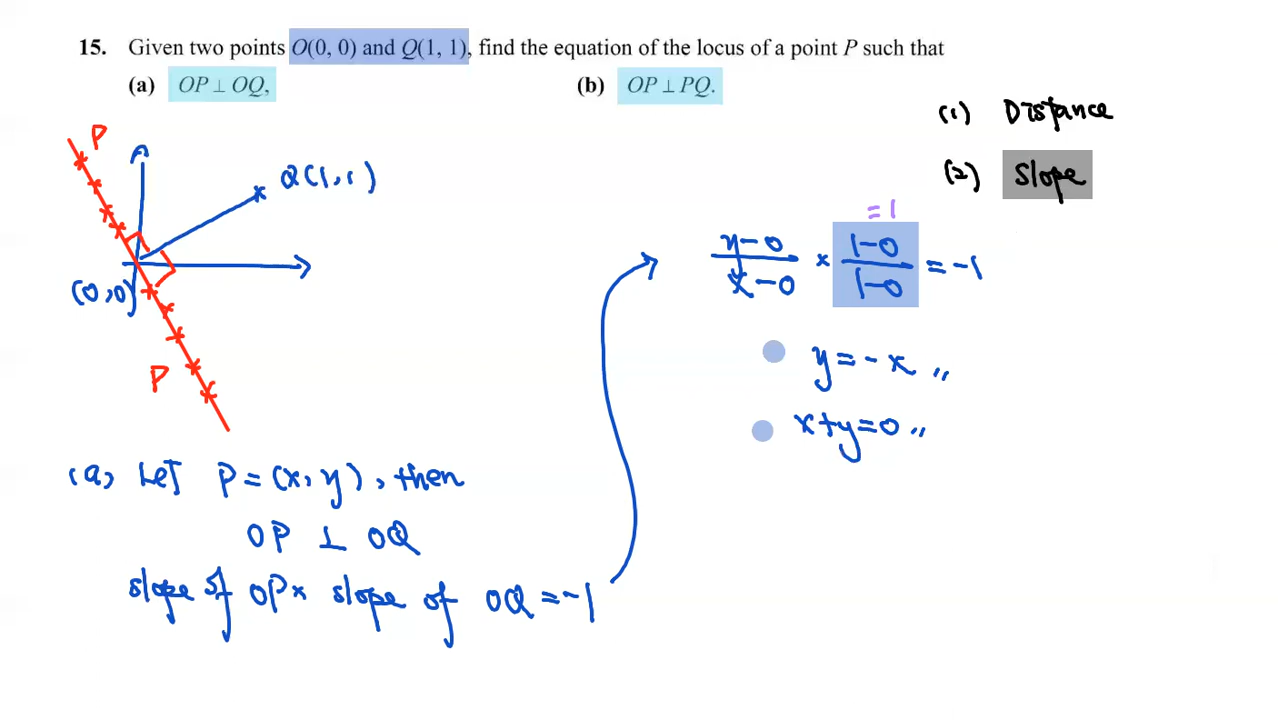 15. Given two points O(0, 0) and Q(1, 1), find the equation of the locus of a point P such that
(a) OP ⊥ OQ,
(b) OP ⊥ PQ.
(1) Distance
(2) Slope
P
Q(1,1)
(0,0)
P
(a) Let P = (x, y), then
OP ⊥ OQ
slope of OP × slope of OQ = -1
= 1
y-0/x-0 × 1-0/1-0 = -1
y = -x ,,
x+y=0 ,,